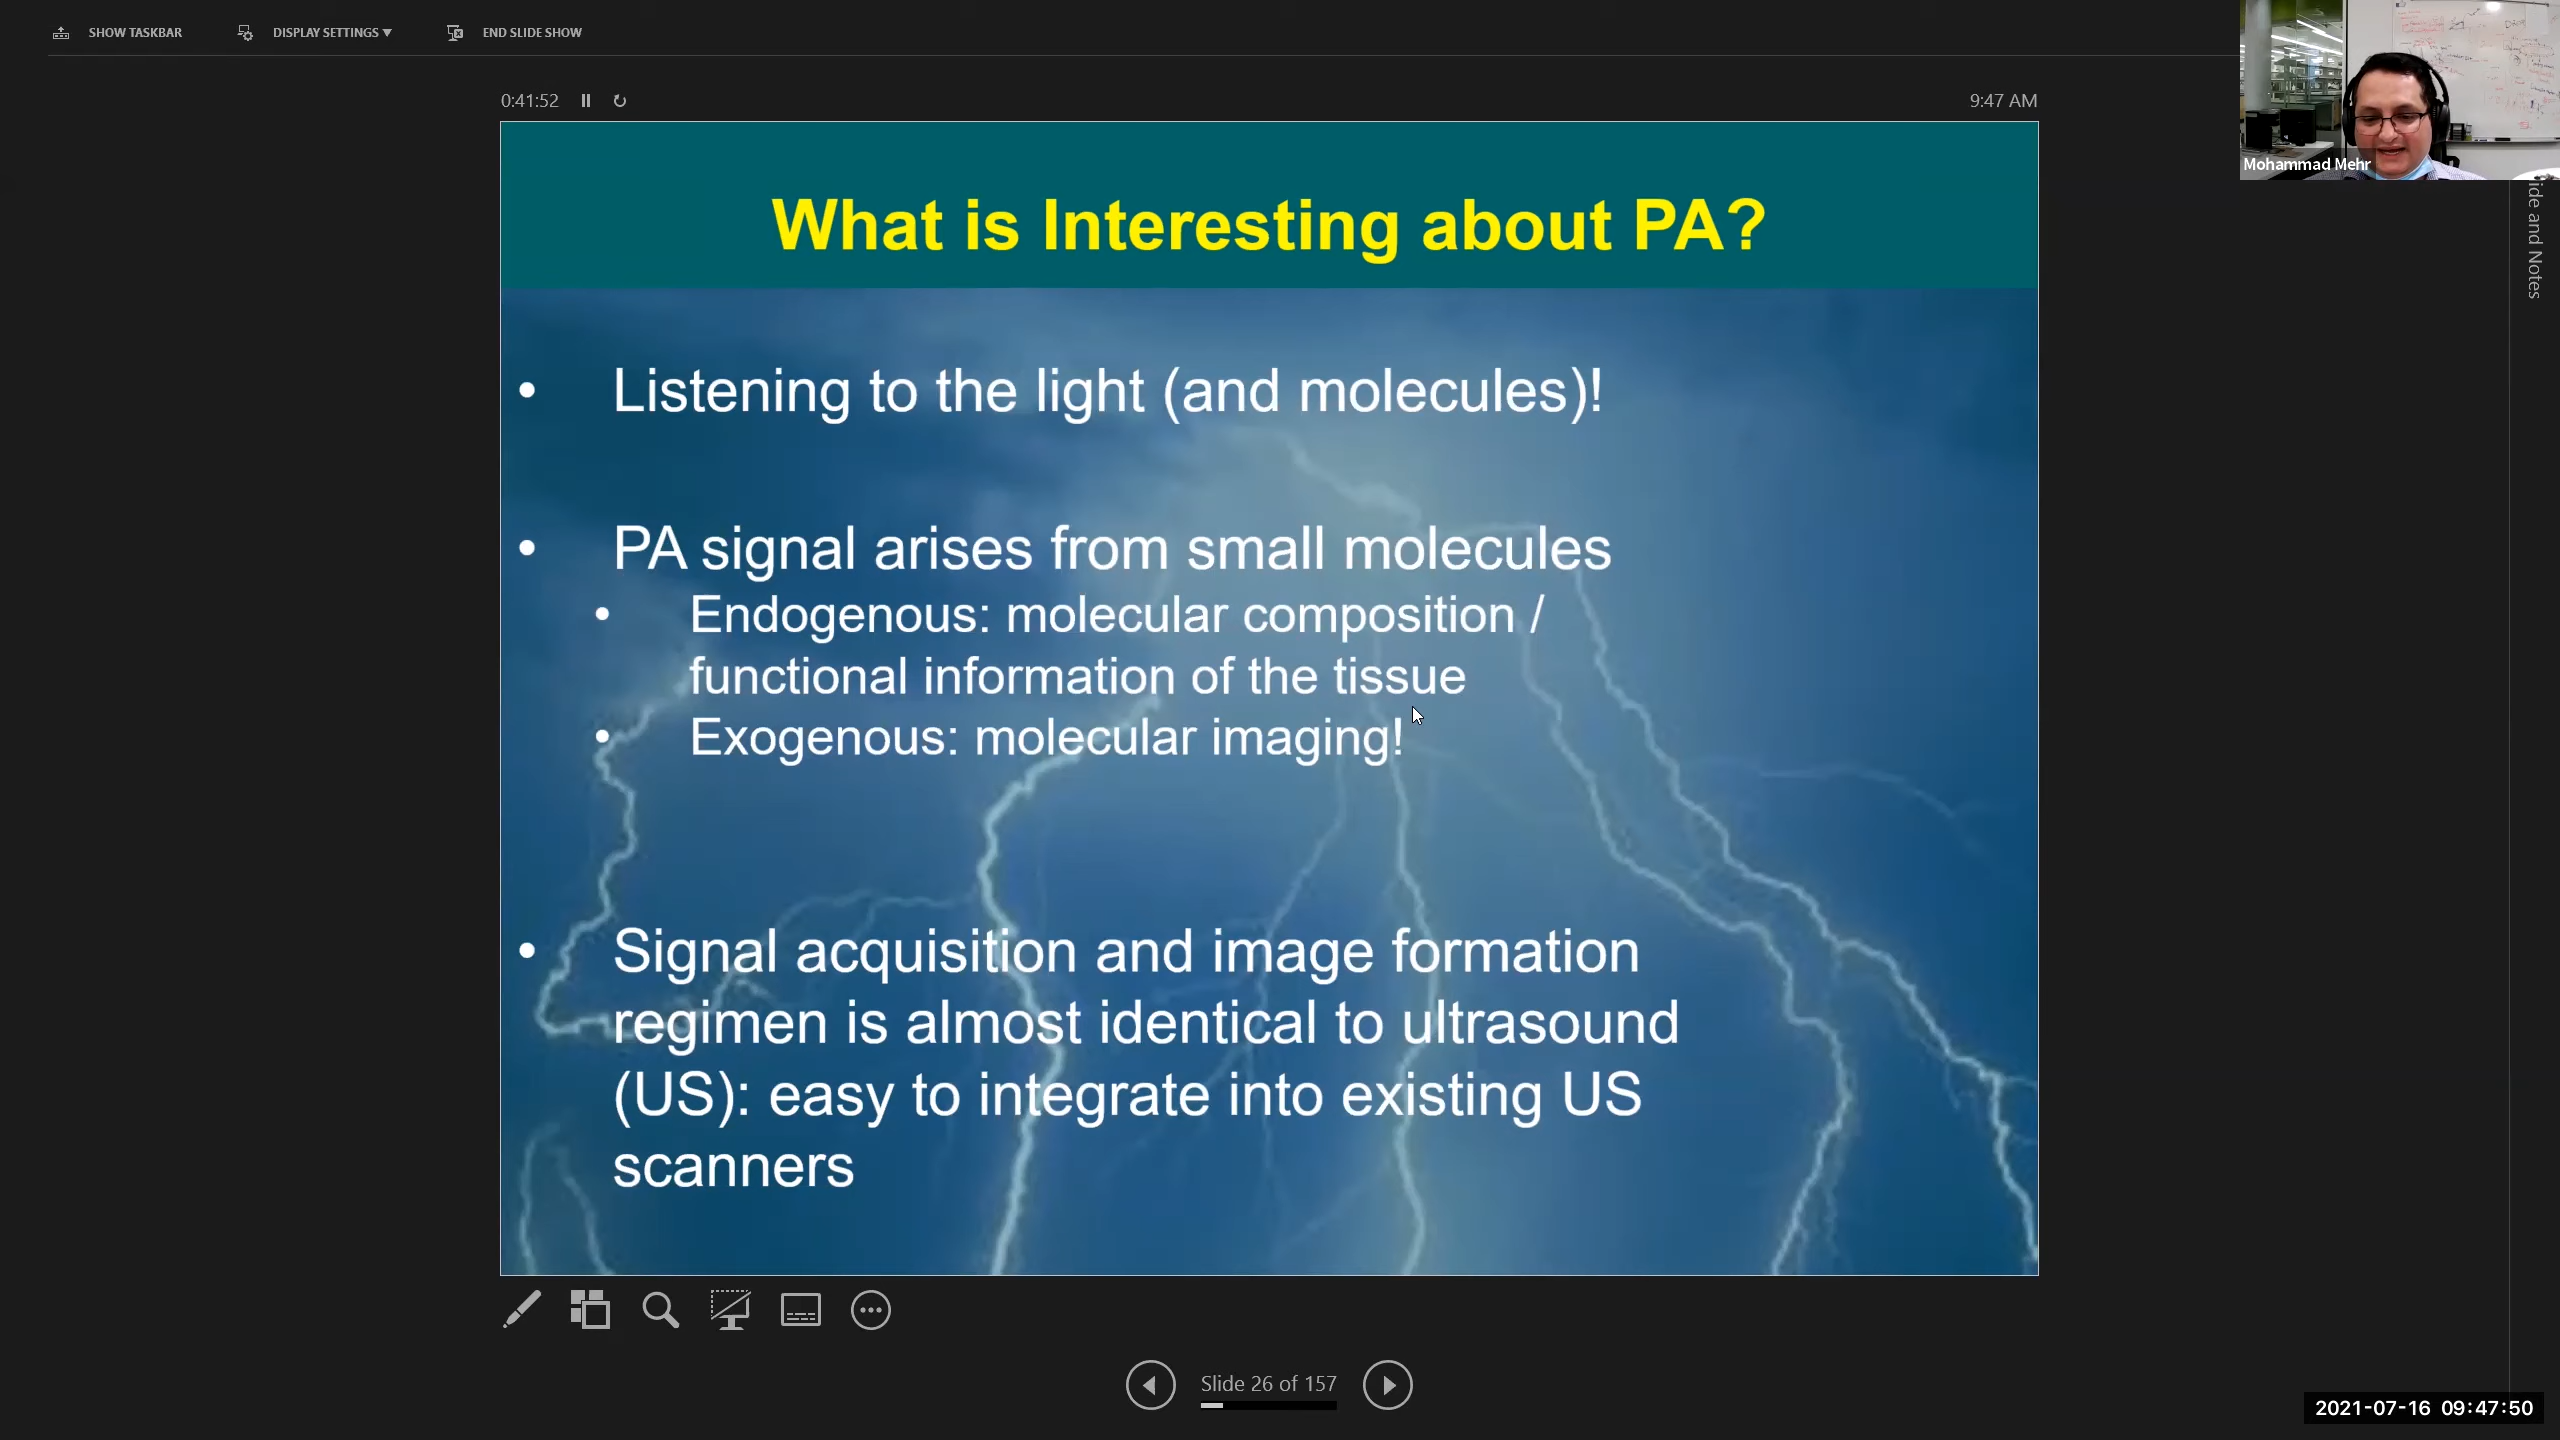 SHOW TASKBAR
DISPLAY SETTINGS ▼
END SLIDE SHOW
0:41:52
9:47 AM
Mohammad Mehr
and Notes
What is Interesting about PA?
• Listening to the light (and molecules)!
• PA signal arises from small molecules
• Endogenous: molecular composition /
functional information of the tissue
• Exogenous: molecular imaging!
• Signal acquisition and image formation
regimen is almost identical to ultrasound
(US): easy to integrate into existing US
scanners
Slide 26 of 157
2021-07-16 09:47:50